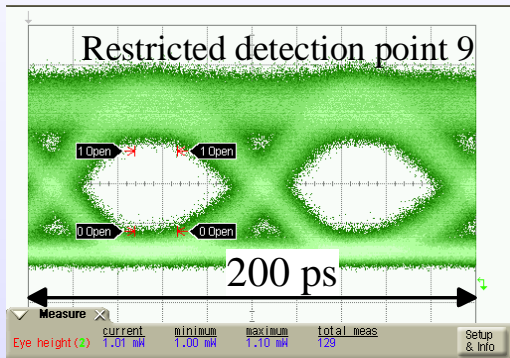 Restricted detection point 9
1 Open 1 Open
0 Open 0 Open
200 ps
Measure
current minimum maximum total meas
Eye height(2) 1.01 mW 1.00 mW 1.10 mW 129
Setup
& Info